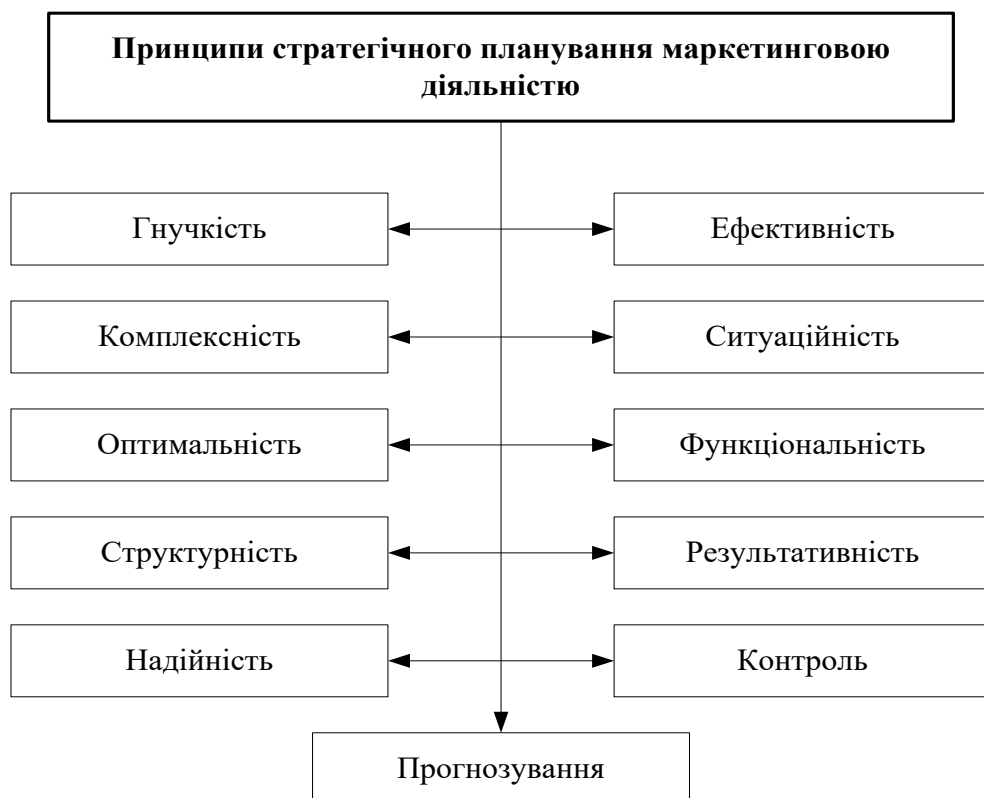 Принципи стратегічного планування маркетинговою
діяльністю
Гнучкість
Ефективність
Комплексність
Ситуаційність
Оптимальність
Функціональність
Структурність
Результативність
Надійність
Контроль
Прогнозування